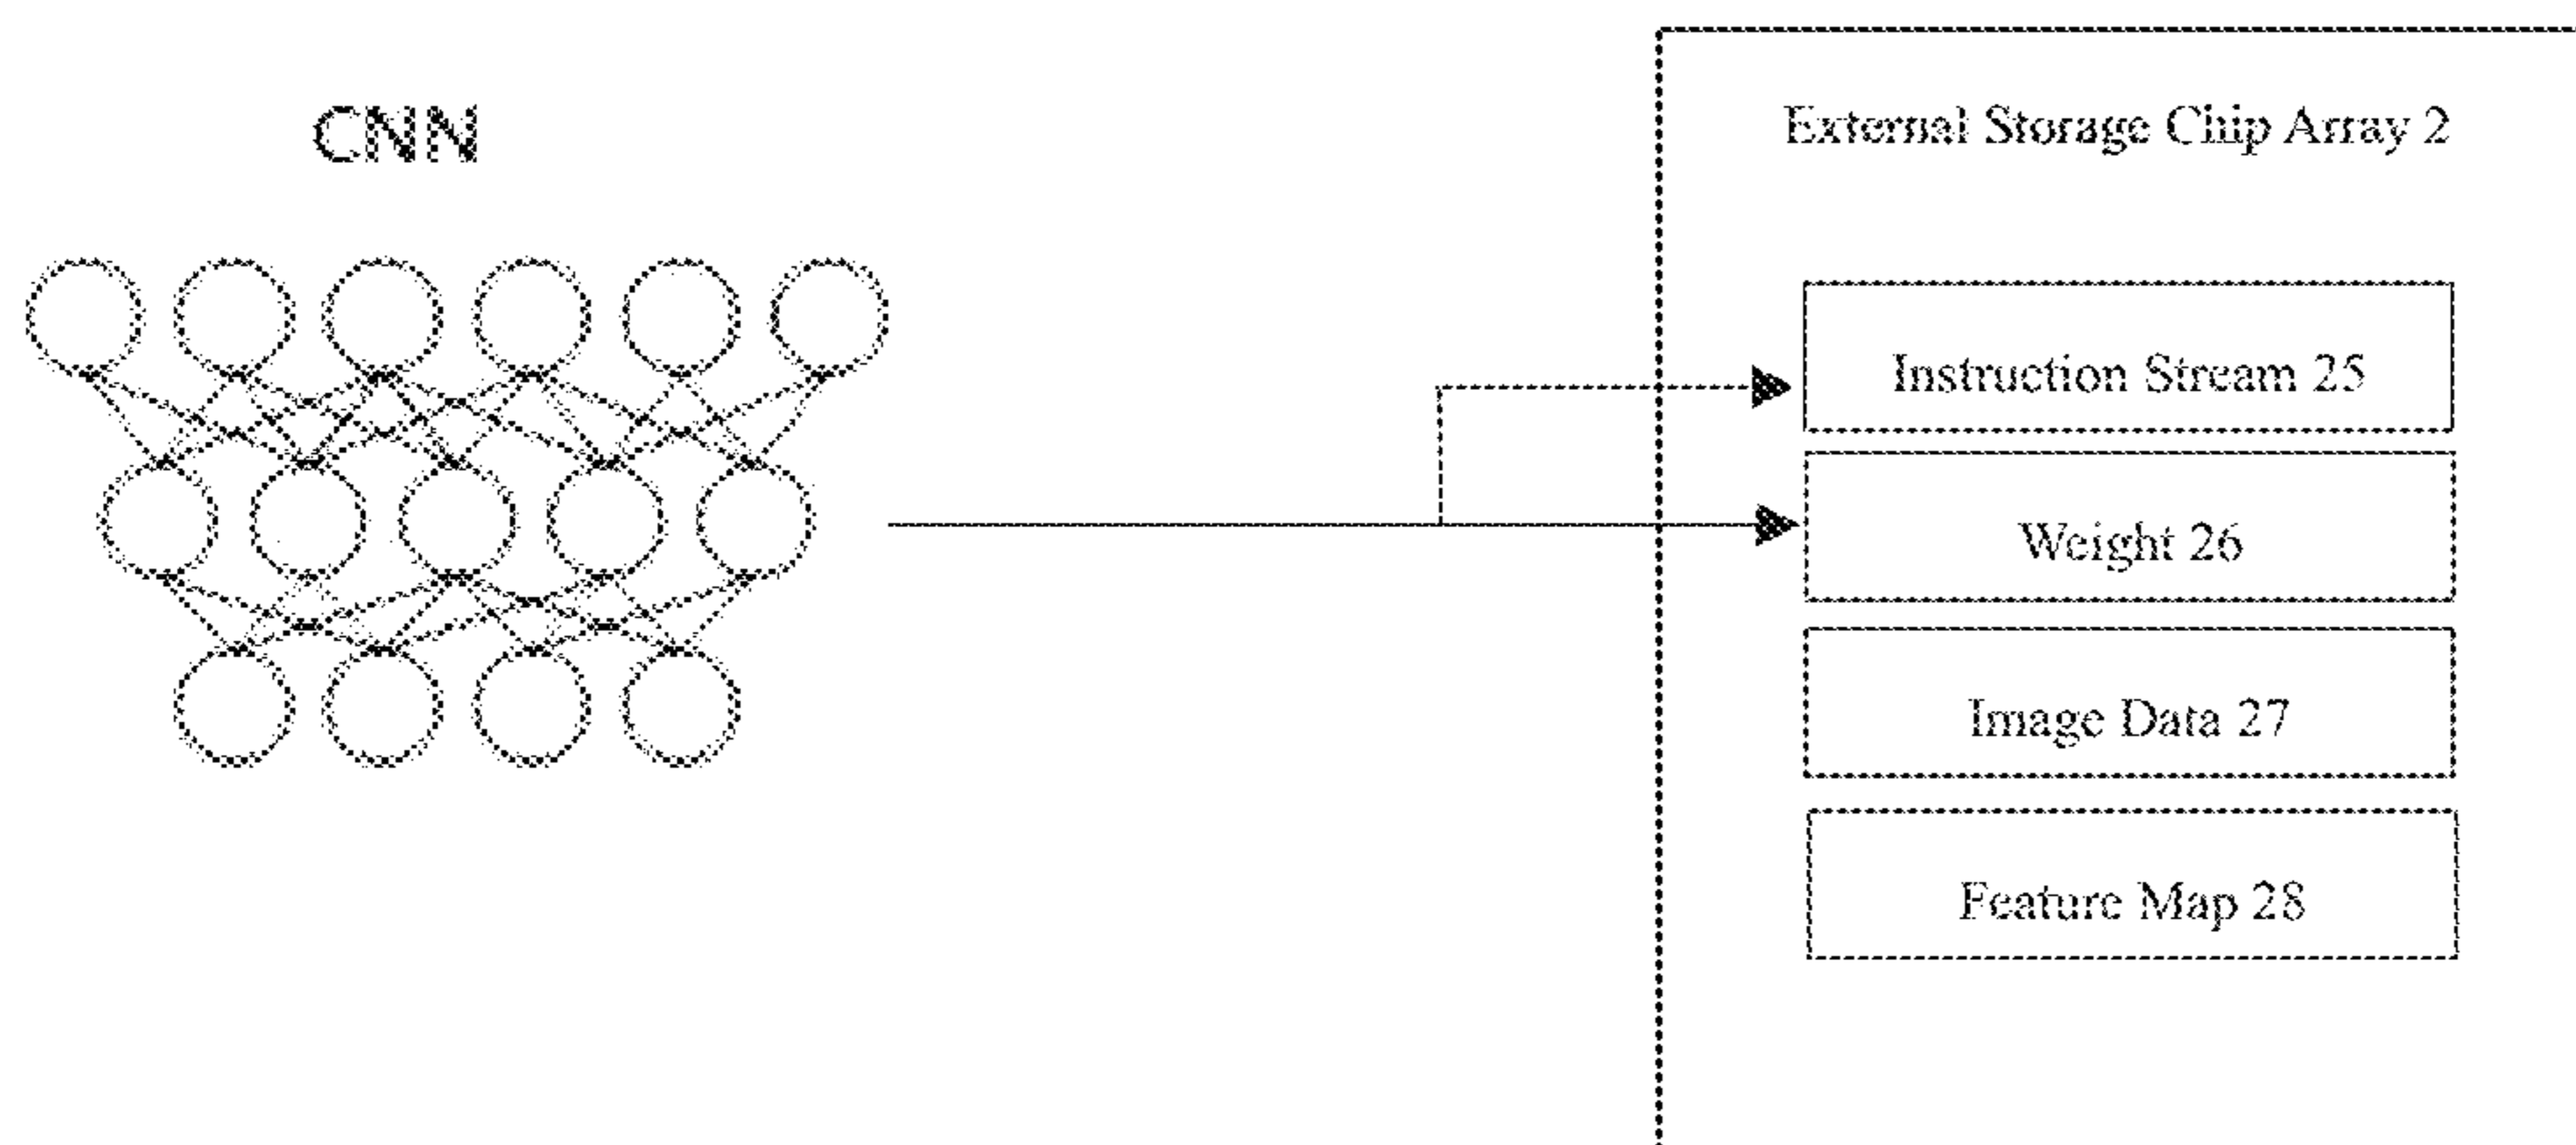 CNN
External Storage Chip Array 2
Instruction Stream 25
Weight 26
Image Data 27
Feature Map 28